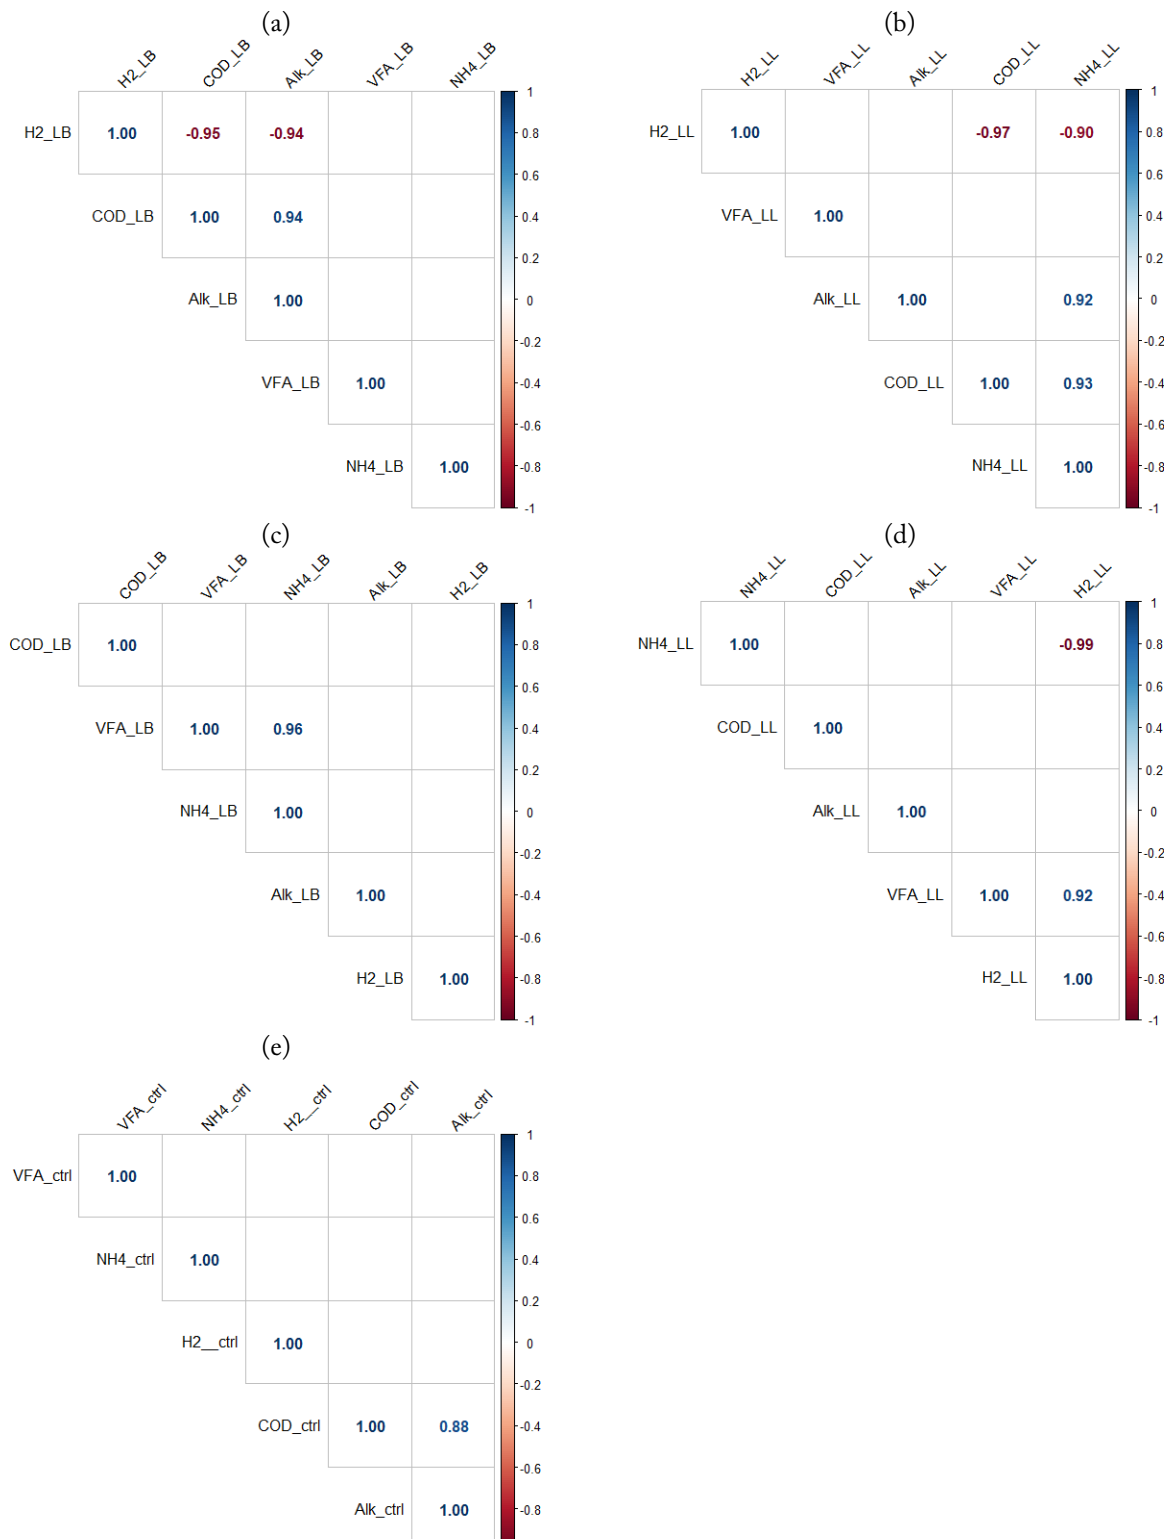 (a)
H2_LB COD_LB Alk_LB VFA_LB NH4_LB
H2_LB 1.00 -0.95 -0.94
COD_LB 1.00 0.94
Alk_LB 1.00
VFA_LB 1.00
NH4_LB 1.00
1
0.8
0.6
0.4
0.2
0
-0.2
-0.4
-0.6
-0.8
-1
(b)
H2_LL VFA_LL Alk_LL COD_LL NH4_LL
H2_LL 1.00 -0.97 -0.90
VFA_LL 1.00
Alk_LL 1.00 0.92
COD_LL 1.00 0.93
NH4_LL 1.00
1
0.8
0.6
0.4
0.2
0
-0.2
-0.4
-0.6
-0.8
-1
(c)
COD_LB VFA_LB NH4_LB Alk_LB H2_LB
COD_LB 1.00
VFA_LB 1.00 0.96
NH4_LB 1.00
Alk_LB 1.00
H2_LB 1.00
1
0.8
0.6
0.4
0.2
0
-0.2
-0.4
-0.6
-0.8
-1
(d)
NH4_LL COD_LL Alk_LL VFA_LL H2_LL
NH4_LL 1.00 -0.99
COD_LL 1.00
Alk_LL 1.00
VFA_LL 1.00 0.92
H2_LL 1.00
1
0.8
0.6
0.4
0.2
0
-0.2
-0.4
-0.6
-0.8
-1
(e)
VFA_ctrl NH4_ctrl H2__ctrl COD_ctrl Alk_ctrl
VFA_ctrl 1.00
NH4_ctrl 1.00
H2__ctrl 1.00
COD_ctrl 1.00 0.88
Alk_ctrl 1.00
1
0.8
0.6
0.4
0.2
0
-0.2
-0.4
-0.6
-0.8